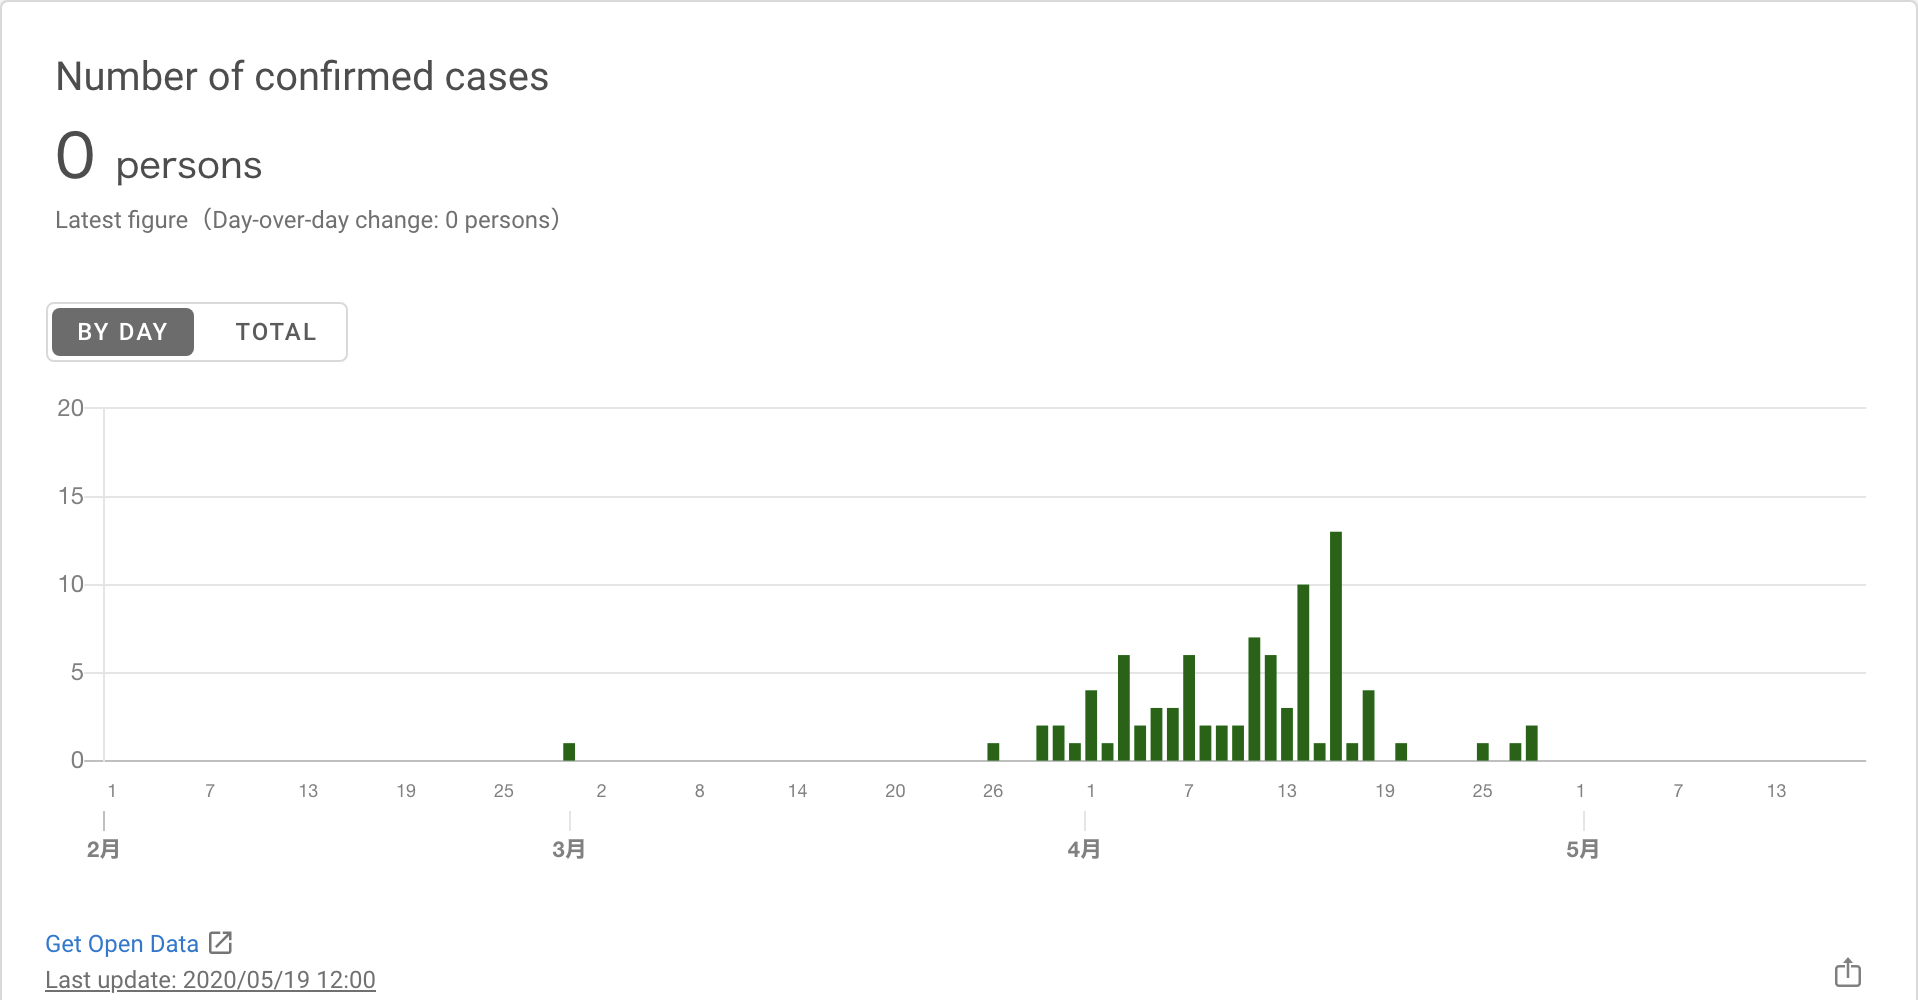 Number of confirmed cases
0 persons
Latest figure（Day-over-day change: 0 persons）
BY DAY TOTAL
20
15
10
5
0
1 7 13 19 25 2 8 14 20 26 1 7 13 19 25 1 7 13
2月 3月 4月 5月
Get Open Data
Last update: 2020/05/19 12:00